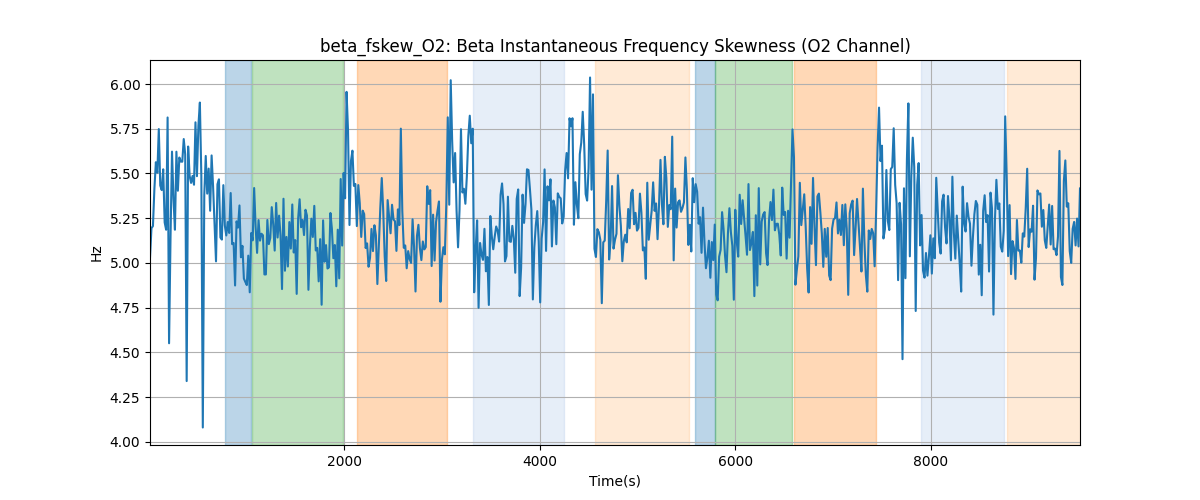 beta_fskew_O2: Beta Instantaneous Frequency Skewness (O2 Channel)
6.00
5.75
5.50
5.25
5.00
4.75
4.50
4.25
4.00
Hz
2000 4000 6000 8000
Time(s)